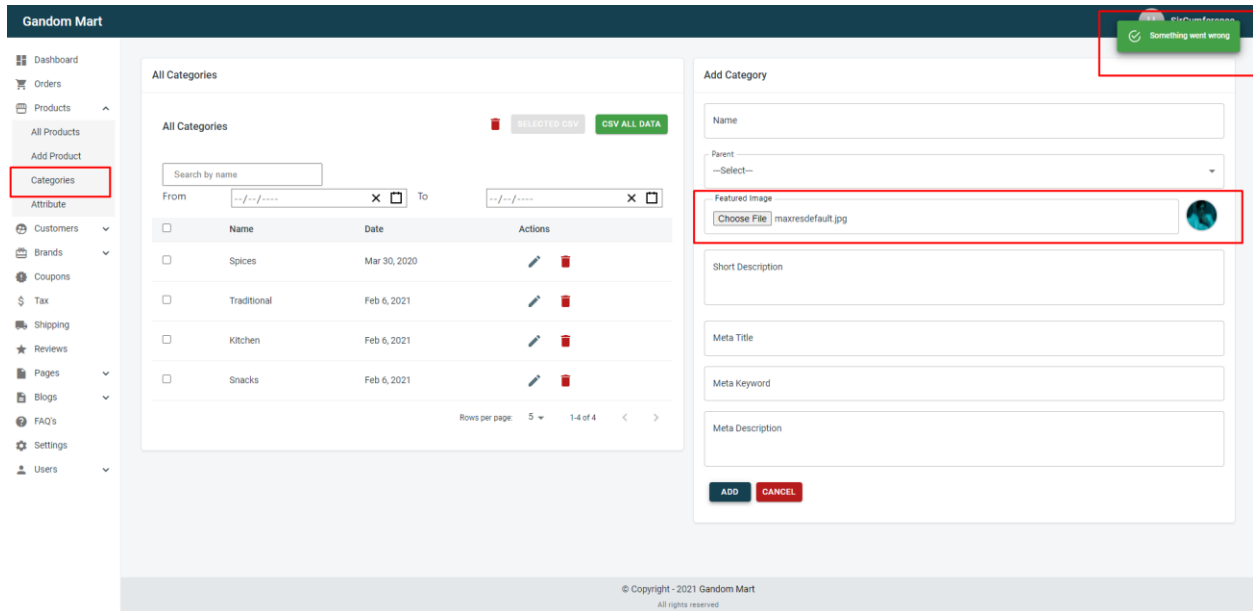 Gandom Mart
SirCumference
Something went wrong
Dashboard
Orders
Products
All Products
Add Product
Categories
Attribute
Customers
Brands
Coupons
Tax
Shipping
Reviews
Pages
Blogs
FAQ's
Settings
Users
All Categories
All Categories
SELECTED CSV
CSV ALL DATA
Search by name
From
--/--/----
To
--/--/----
Name Date Actions
Spices Mar 30, 2020
Traditional Feb 6, 2021
Kitchen Feb 6, 2021
Snacks Feb 6, 2021
Rows per page: 5 1-4 of 4
Add Category
Name
Parent
---Select---
Featured Image
Choose File maxresdefault.jpg
Short Description
Meta Title
Meta Keyword
Meta Description
ADD CANCEL
© Copyright - 2021 Gandom Mart
All rights reserved